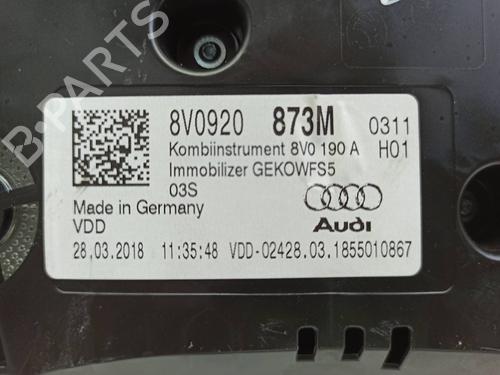 B-PARTS
8V0920 873M 0311
Kombiinstrument 8V0 190 A H01
Immobilizer GEKOWFS5
03S
Made in Germany
VDD
Audi
28.03.2018 11:35:48 VDD-02428.03.1855010867